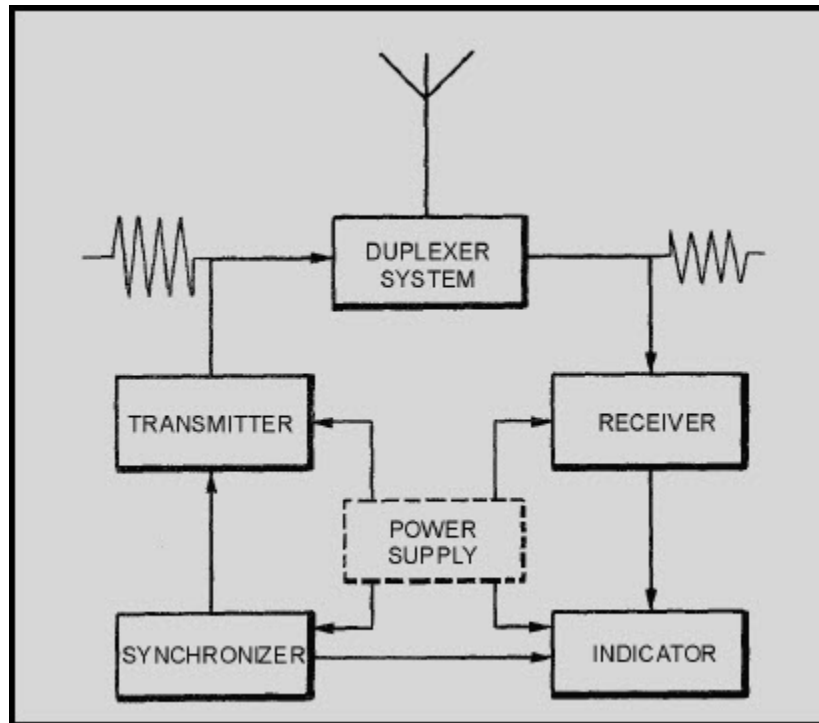 DUPLEXER
SYSTEM
TRANSMITTER
RECEIVER
POWER
SUPPLY
SYNCHRONIZER
INDICATOR